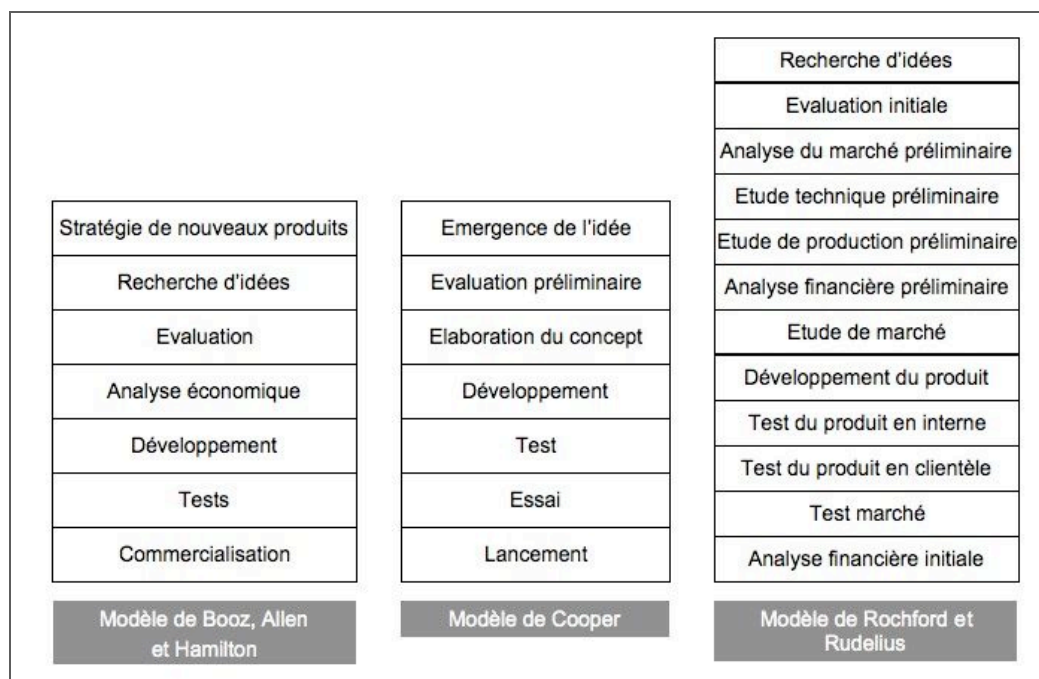 Stratégie de nouveaux produits
Recherche d'idées
Evaluation
Analyse économique
Développement
Tests
Commercialisation
Modèle de Booz, Allen
et Hamilton
Emergence de l'idée
Evaluation préliminaire
Elaboration du concept
Développement
Test
Essai
Lancement
Modèle de Cooper
Recherche d'idées
Evaluation initiale
Analyse du marché préliminaire
Etude technique préliminaire
Etude de production préliminaire
Analyse financière préliminaire
Etude de marché
Développement du produit
Test du produit en interne
Test du produit en clientèle
Test marché
Analyse financière initiale
Modèle de Rochford et
Rudelius